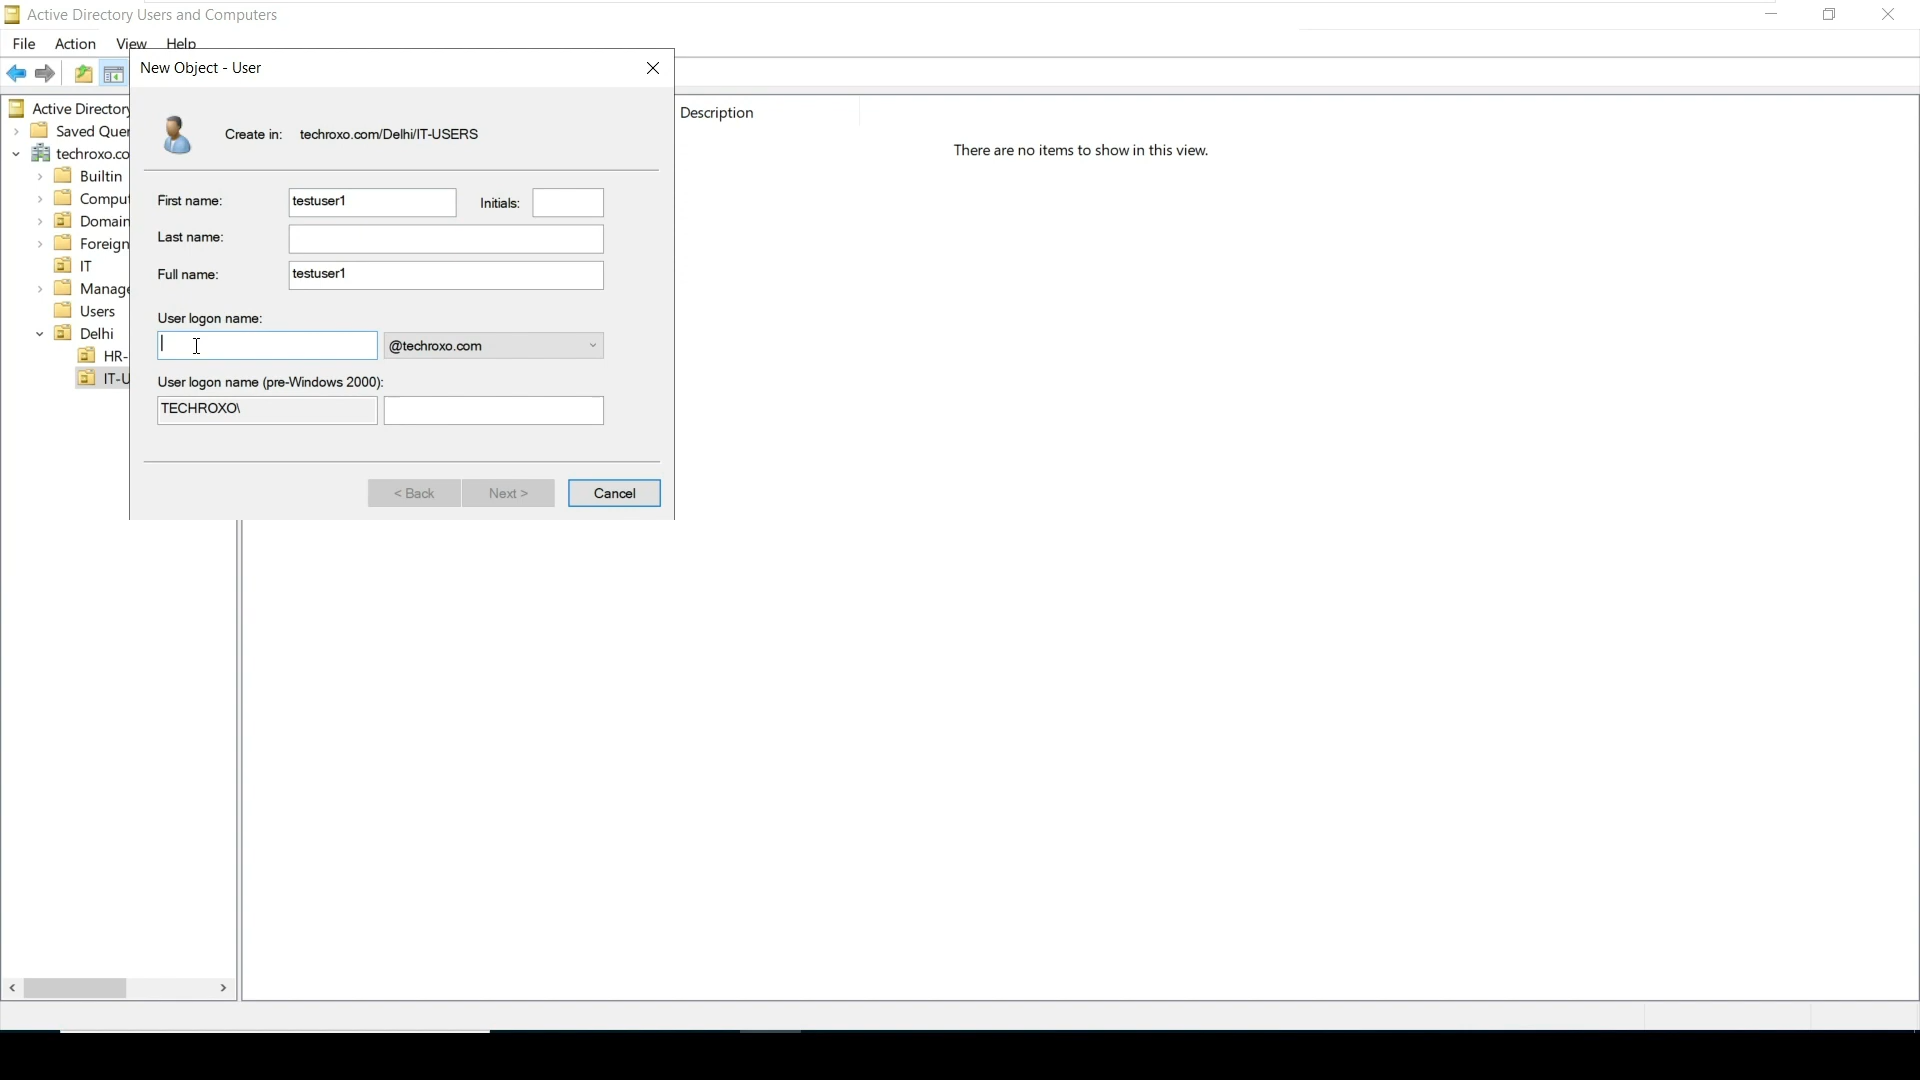 Active Directory Users and Computers
File Action View Help
New Object - User
Active Directory
Saved Quer
techroxo.co
Builtin
Comput
Domain
Foreign
IT
Manage
Users
Delhi
HR-
IT-U
Create in: techroxo.com/Delhi/IT-USERS
First name: testuser1 Initials:
Last name:
Full name: testuser1
User logon name:
@techroxo.com
User logon name (pre-Windows 2000):
TECHROXO\
< Back Next > Cancel
Description
There are no items to show in this view.